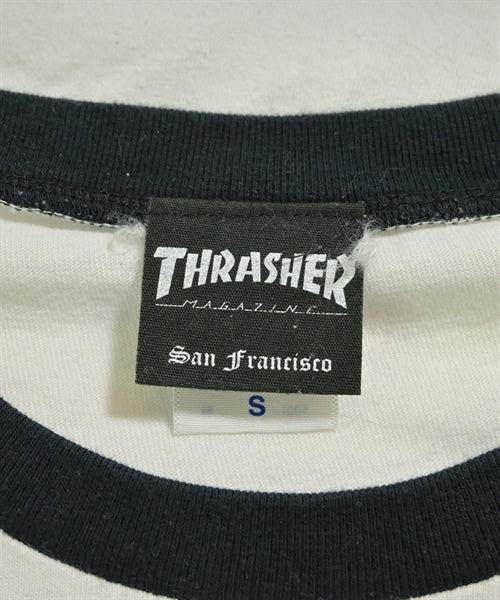 THRASHER
MAGAZINE
San Francisco
S